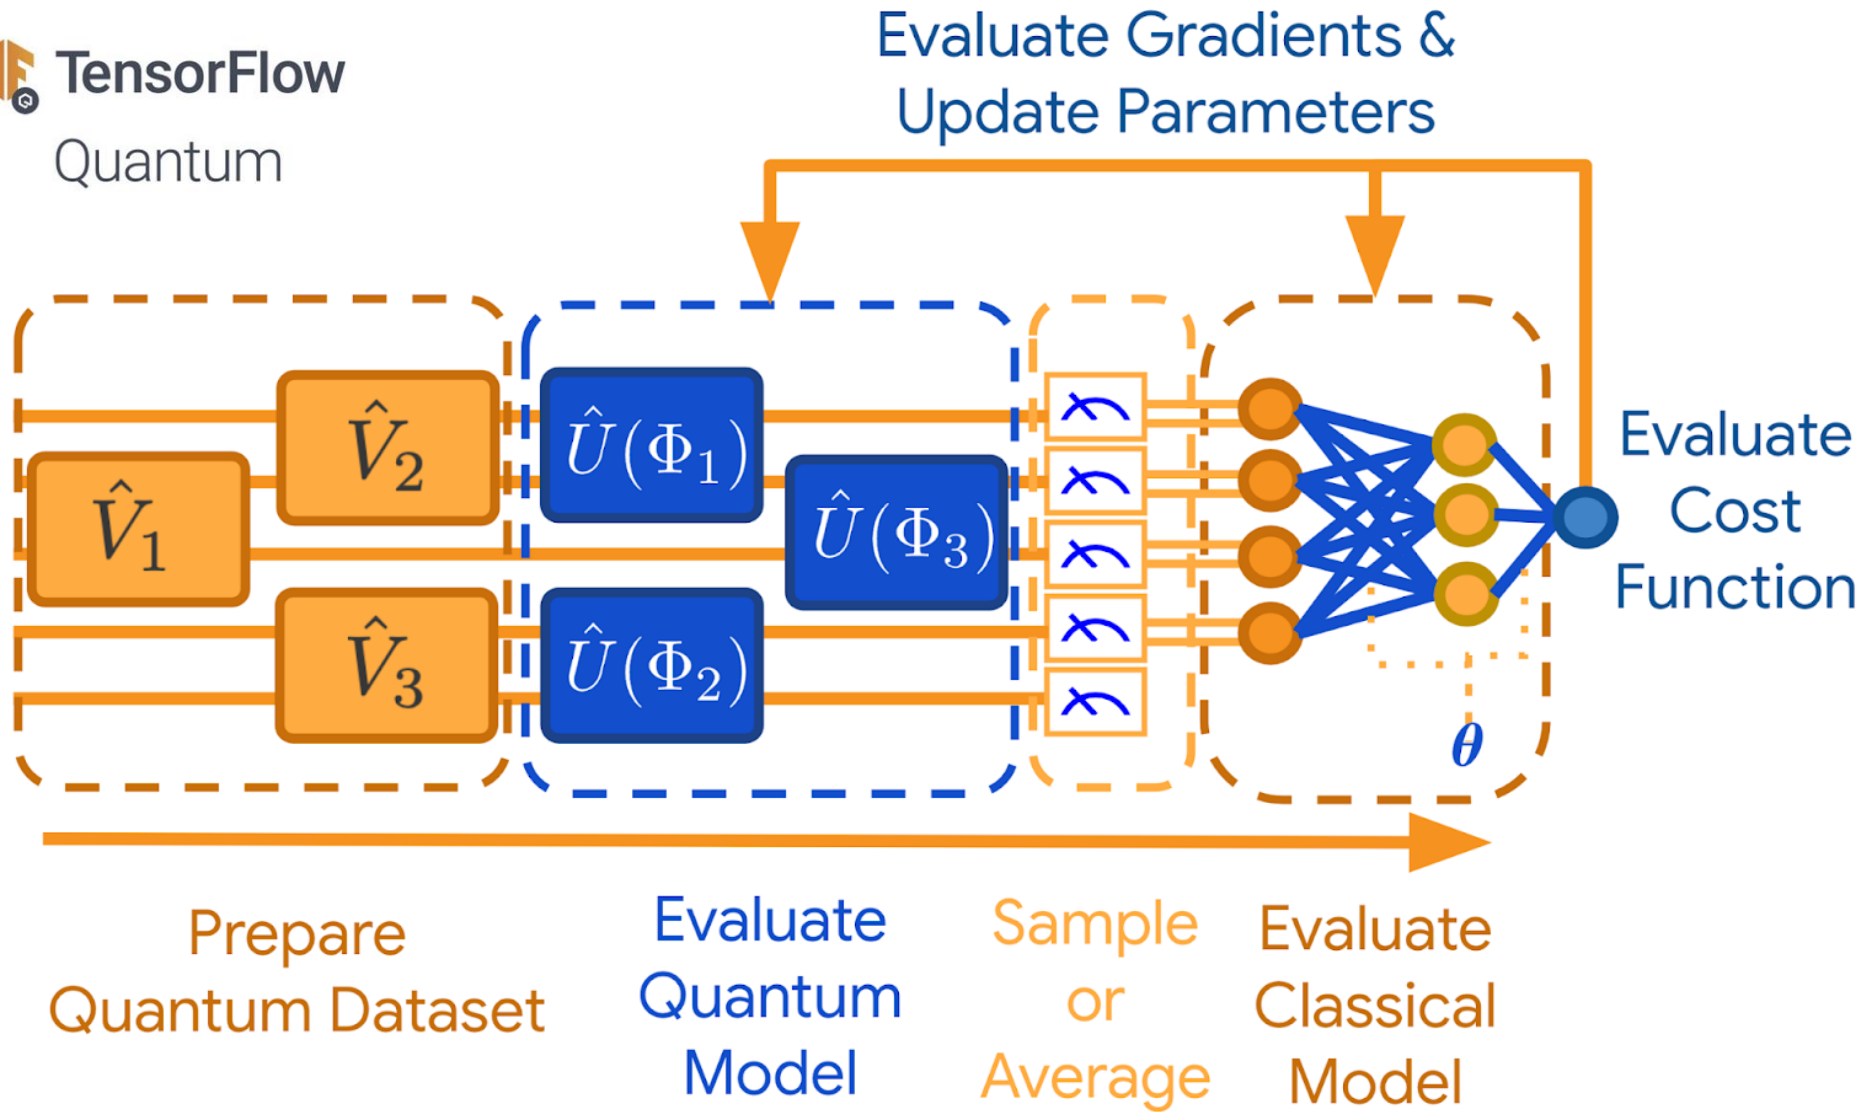 TensorFlow
Quantum
Evaluate Gradients &
Update Parameters
V̂₁
V̂₂
V̂₃
Û(Φ₁)
Û(Φ₂)
Û(Φ₃)
θ
Evaluate
Cost
Function
Prepare
Quantum Dataset
Evaluate
Quantum
Model
Sample
or
Average
Evaluate
Classical
Model